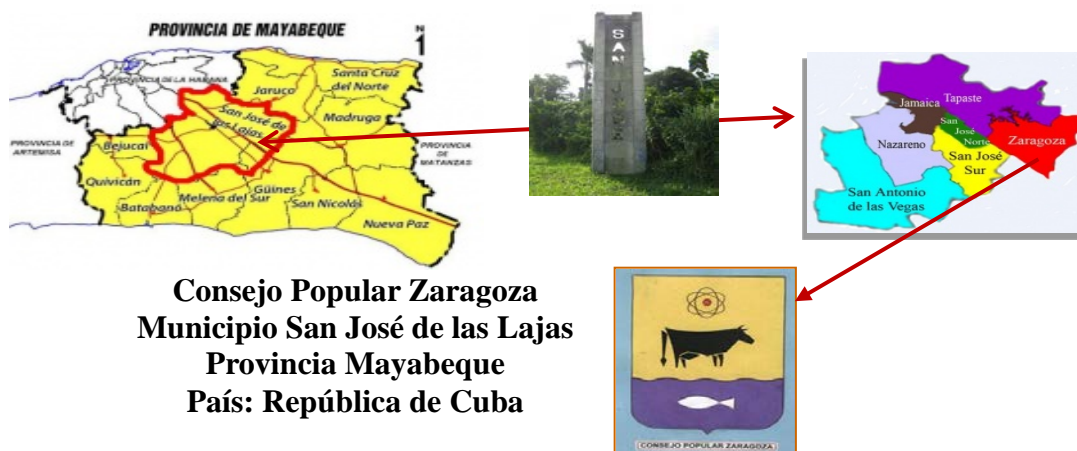 PROVINCIA DE MAYABEQUE
N
1
PROVINCIA DE LA HABANA
Santa Cruz
del Norte
Jaruco
San José de
las Lajas
Madruga
PROVINCIA
DE
ARTEMISA
Bejucal
PROVINCIA
DE
MATANZAS
Quivicán
Güines
Melena del Sur
San Nicolás
Batabanó
Nueva Paz
SAN
Jamaica
Tapaste
San
José
Norte
Zaragoza
Nazareno
San José
Sur
San Antonio
de las Vegas
Consejo Popular Zaragoza
Municipio San José de las Lajas
Provincia Mayabeque
País: República de Cuba
CONSEJO POPULAR ZARAGOZA